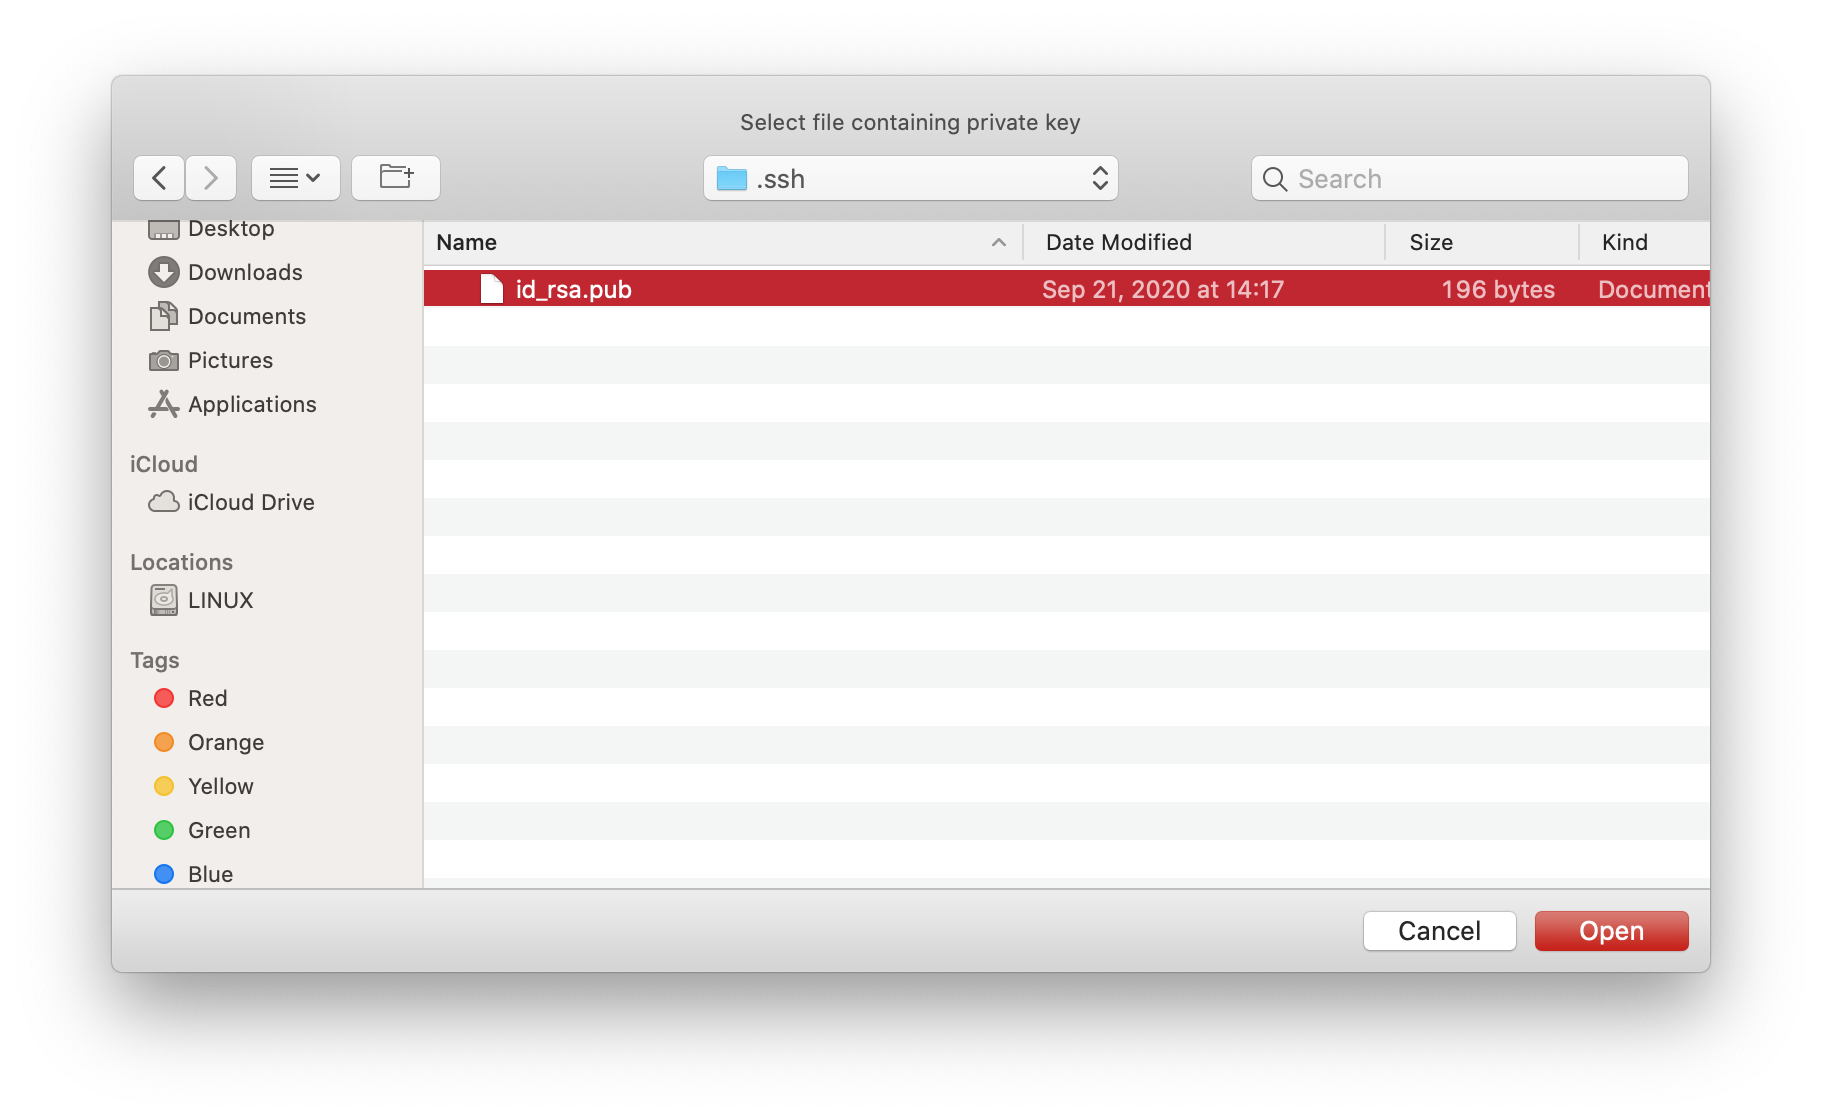 Select file containing private key
.ssh
Search
Desktop
Downloads
Documents
Pictures
Applications
iCloud
iCloud Drive
Locations
LINUX
Tags
Red
Orange
Yellow
Green
Blue
Name Date Modified Size Kind
id_rsa.pub Sep 21, 2020 at 14:17 196 bytes Document
Cancel Open